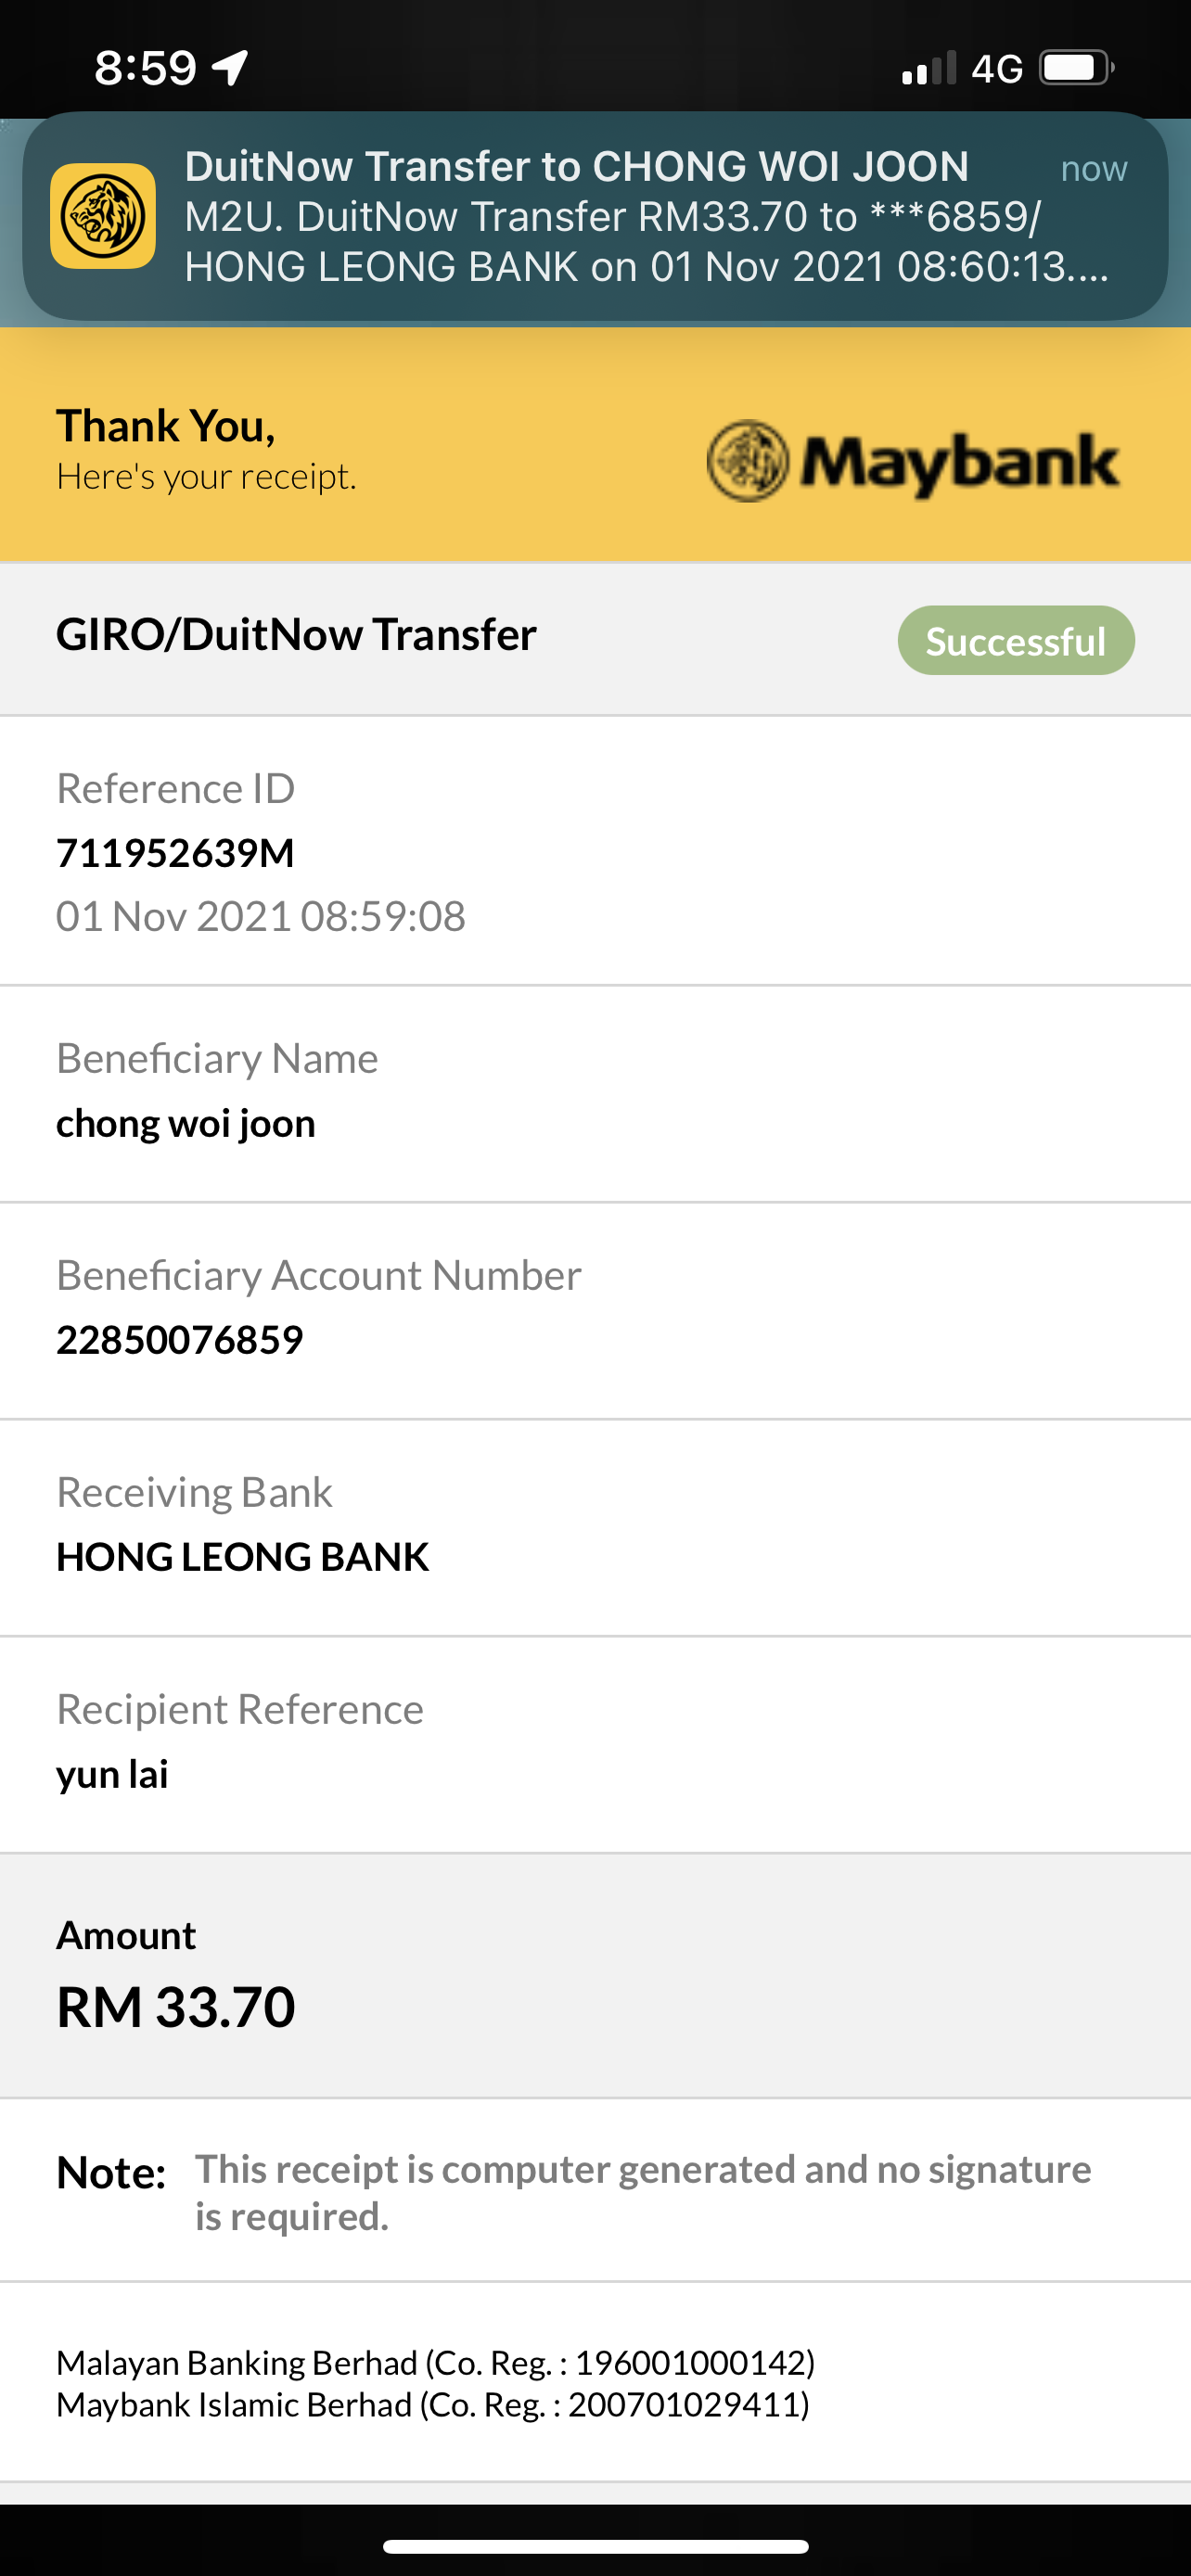 8:59
4G
DuitNow Transfer to CHONG WOI JOON
now
M2U. DuitNow Transfer RM33.70 to ***6859/
HONG LEONG BANK on 01 Nov 2021 08:60:13....
Thank You,
Here's your receipt.
Maybank
GIRO/DuitNow Transfer
Successful
Reference ID
711952639M
01 Nov 2021 08:59:08
Beneficiary Name
chong woi joon
Beneficiary Account Number
22850076859
Receiving Bank
HONG LEONG BANK
Recipient Reference
yun lai
Amount
RM 33.70
Note: This receipt is computer generated and no signature
is required.
Malayan Banking Berhad (Co. Reg. : 196001000142)
Maybank Islamic Berhad (Co. Reg. : 200701029411)